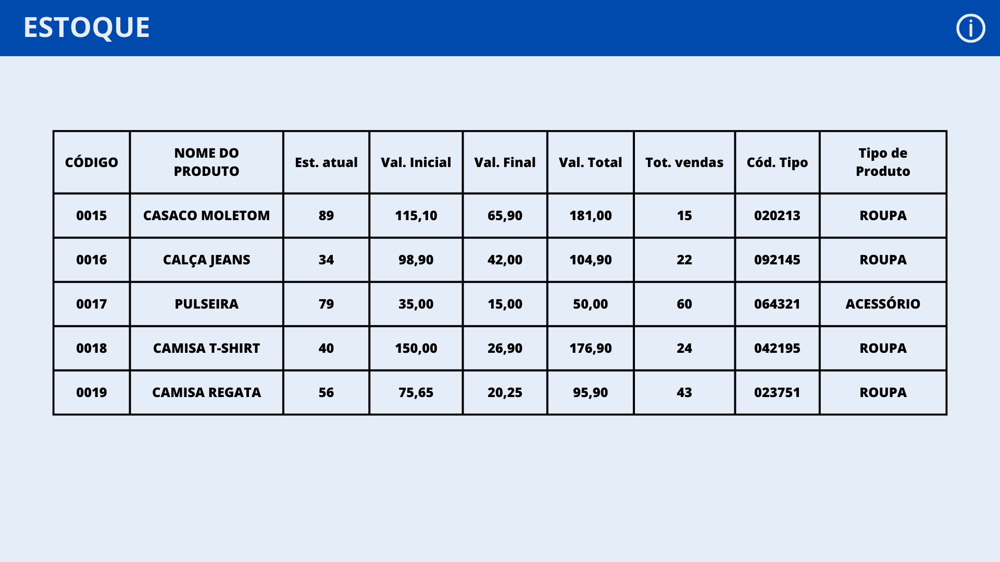 ESTOQUE
CÓDIGO NOME DO PRODUTO Est. atual Val. Inicial Val. Final Val. Total Tot. vendas Cód. Tipo Tipo de Produto
0015 CASACO MOLETOM 89 115,10 65,90 181,00 15 020213 ROUPA
0016 CALÇA JEANS 34 98,90 42,00 104,90 22 092145 ROUPA
0017 PULSEIRA 79 35,00 15,00 50,00 60 064321 ACESSÓRIO
0018 CAMISA T-SHIRT 40 150,00 26,90 176,90 24 042195 ROUPA
0019 CAMISA REGATA 56 75,65 20,25 95,90 43 023751 ROUPA